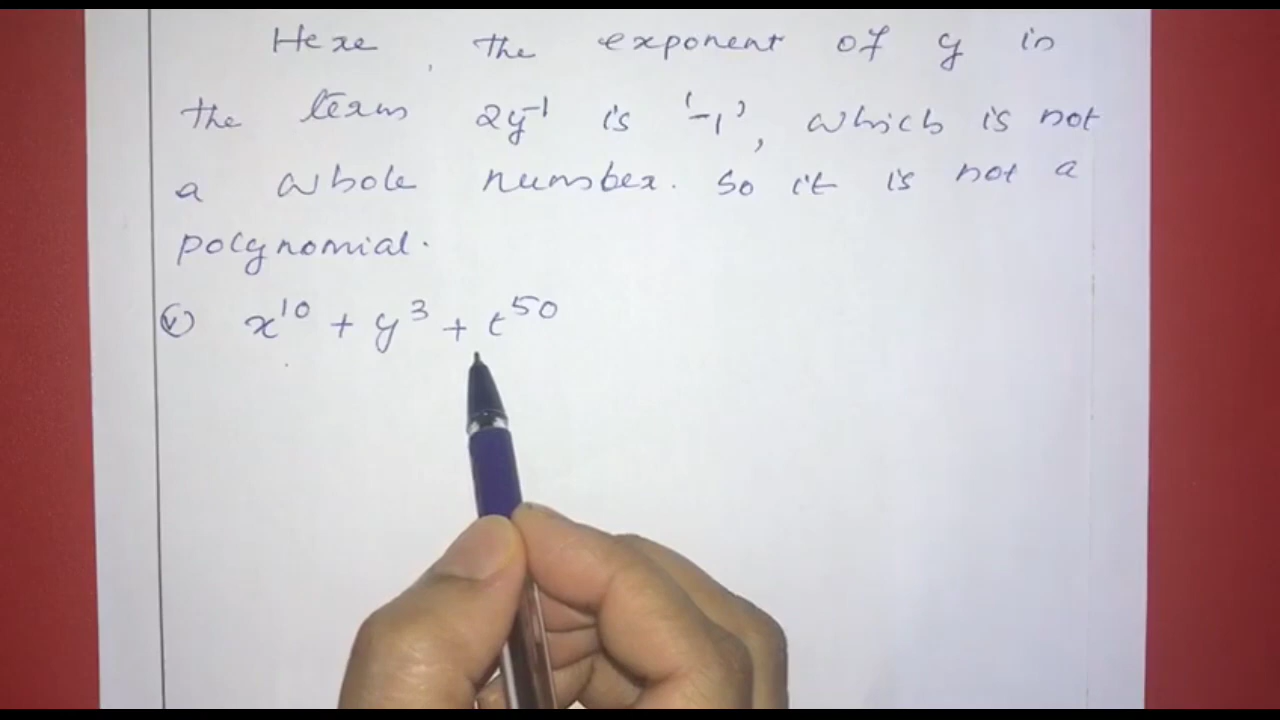 Here, the exponent of y in
the term 2y⁻¹ is '-1', which is not
a whole number. So it is not a
polynomial.
(v) x¹⁰ + y³ + t⁵⁰